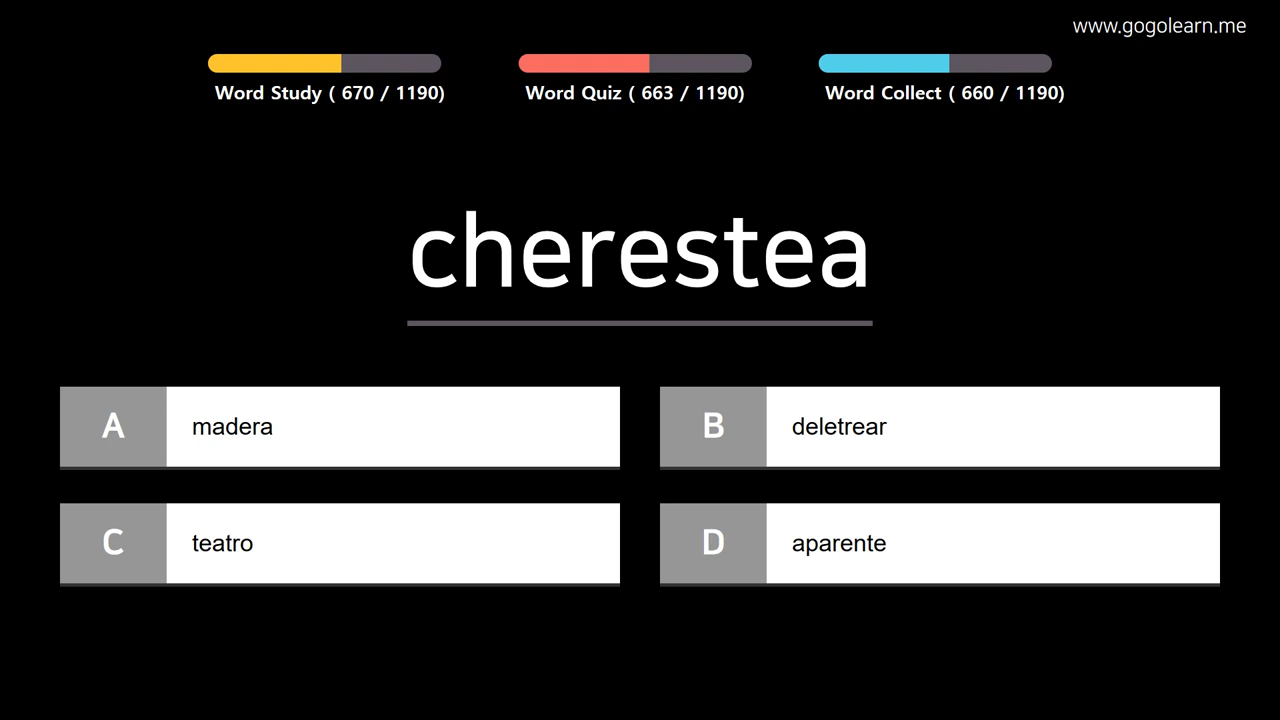 www.gogolearn.me
Word Study ( 670 / 1190)
Word Quiz ( 663 / 1190)
Word Collect ( 660 / 1190)
cherestea
A madera
B deletrear
C teatro
D aparente